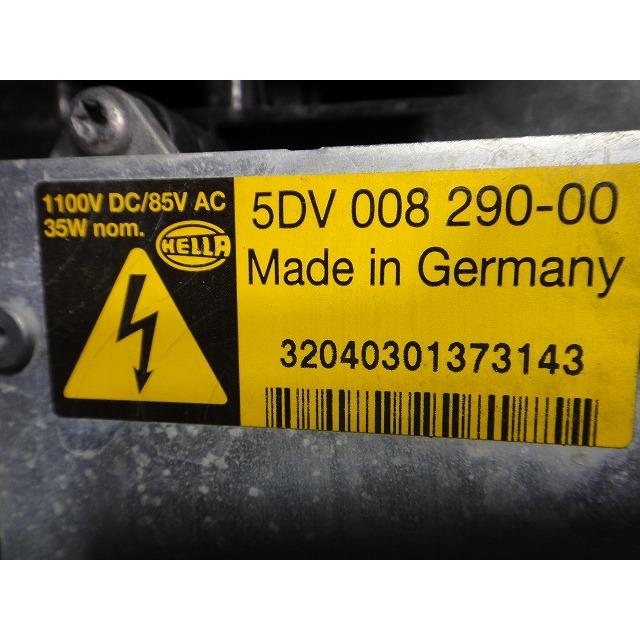 1100V DC/85V AC
35W nom.
HELLA
5DV 008 290-00
Made in Germany
32040301373143